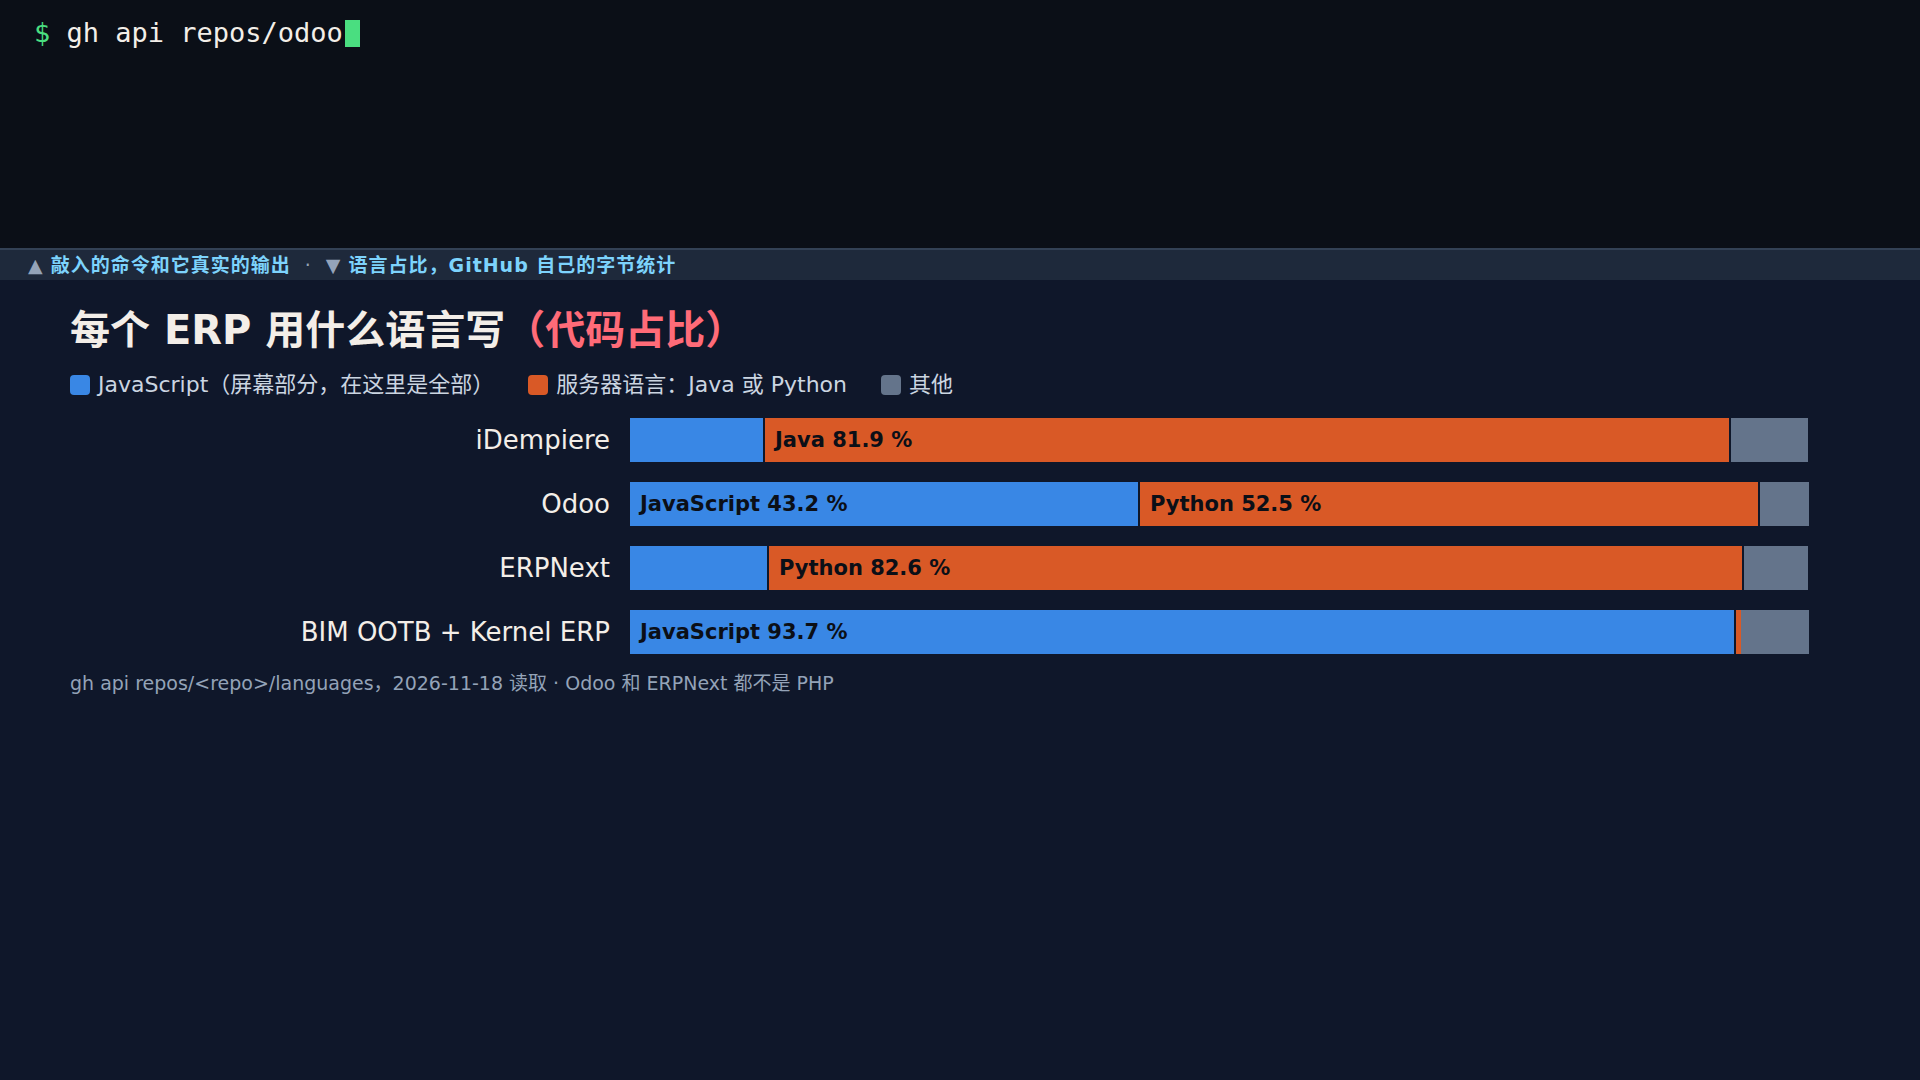 $ gh api repos/odoo
▲ 敲入的命令和它真实的输出 · ▼ 语言占比，GitHub 自己的字节统计
每个 ERP 用什么语言写（代码占比）
JavaScript（屏幕部分，在这里是全部） 服务器语言：Java 或 Python 其他
iDempiere Java 81.9 %
Odoo JavaScript 43.2 % Python 52.5 %
ERPNext Python 82.6 %
BIM OOTB + Kernel ERP JavaScript 93.7 %
gh api repos/<repo>/languages，2026-11-18 读取 · Odoo 和 ERPNext 都不是 PHP